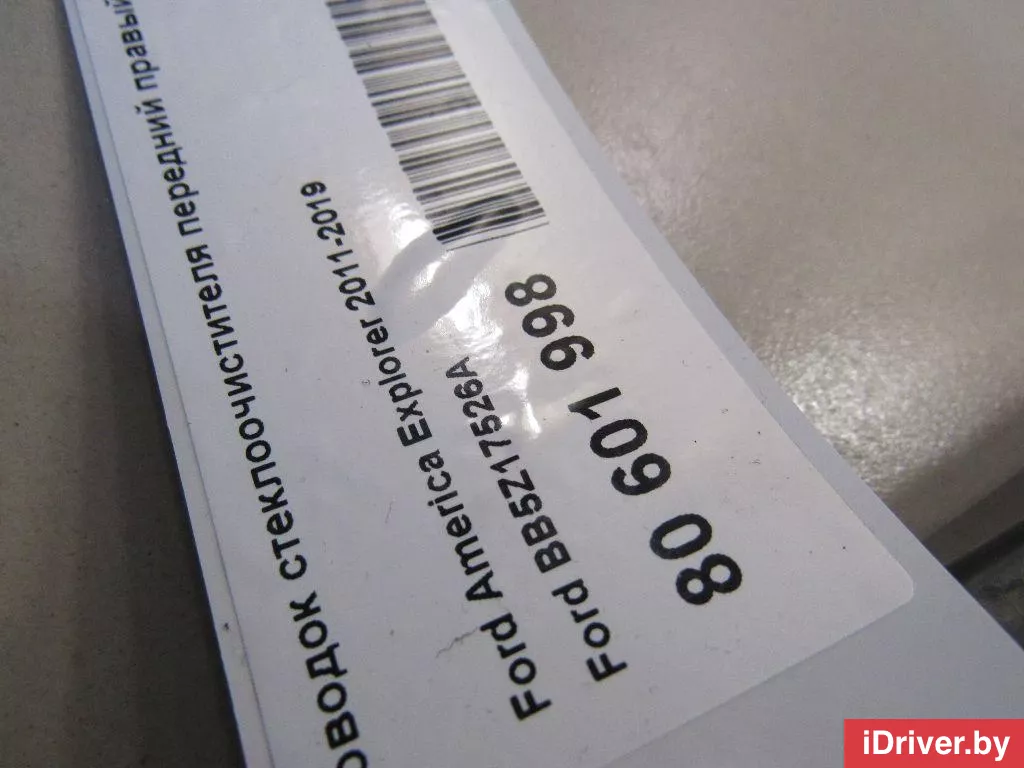 оводок стеклоочистителя передний правый
Ford America Explorer 2011-2019
Ford BB5Z17526A
80 601 998
iDriver.by